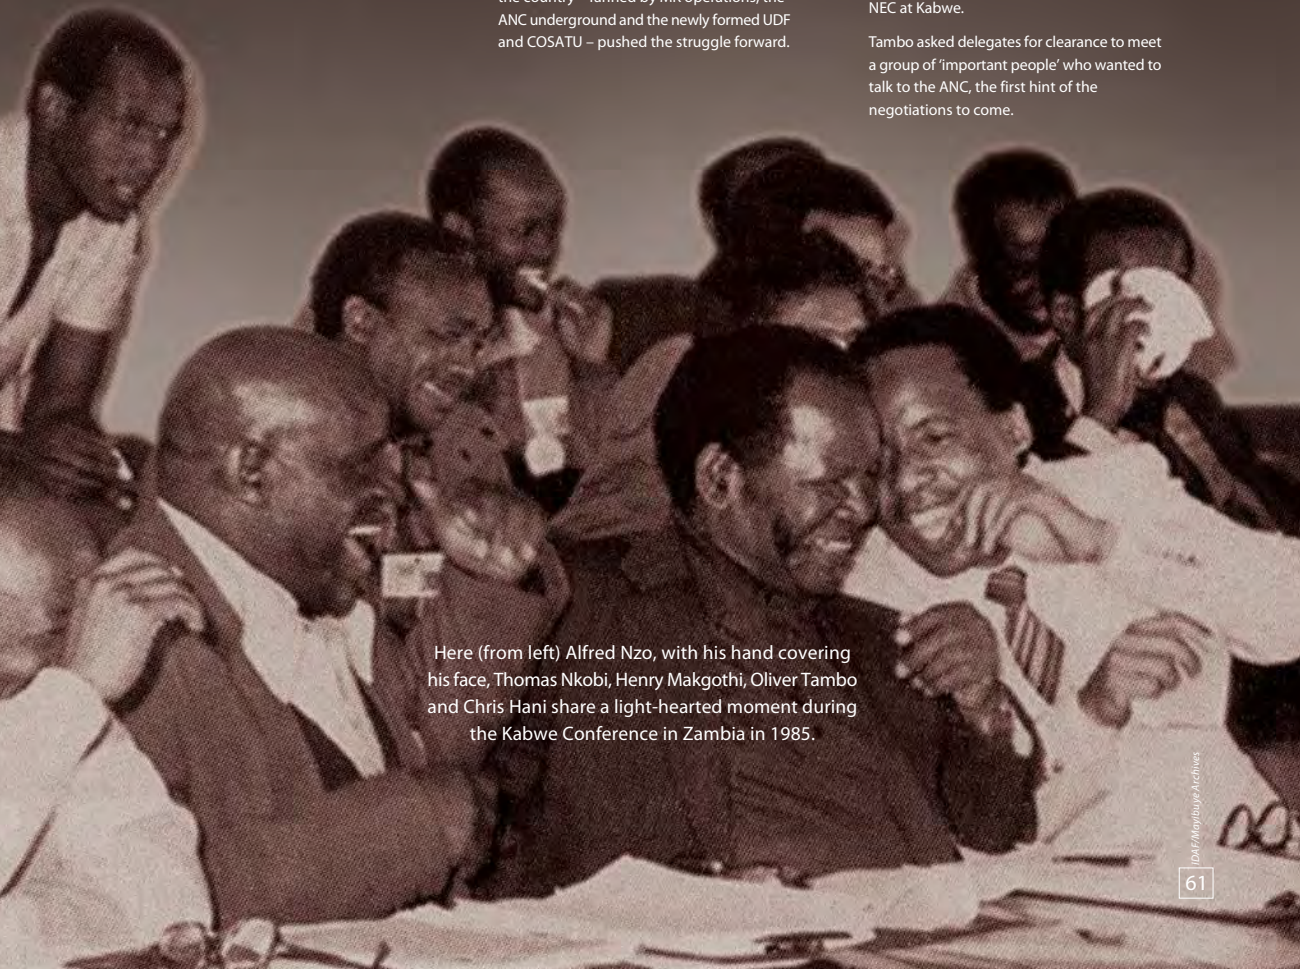 the country – fanned by MK operations, the
ANC underground and the newly formed UDF
and COSATU – pushed the struggle forward.
NEC at Kabwe.
Tambo asked delegates for clearance to meet
a group of ‘important people’ who wanted to
talk to the ANC, the first hint of the
negotiations to come.
Here (from left) Alfred Nzo, with his hand covering
his face, Thomas Nkobi, Henry Makgothi, Oliver Tambo
and Chris Hani share a light-hearted moment during
the Kabwe Conference in Zambia in 1985.
IDAF/Mayibuye Archives
61